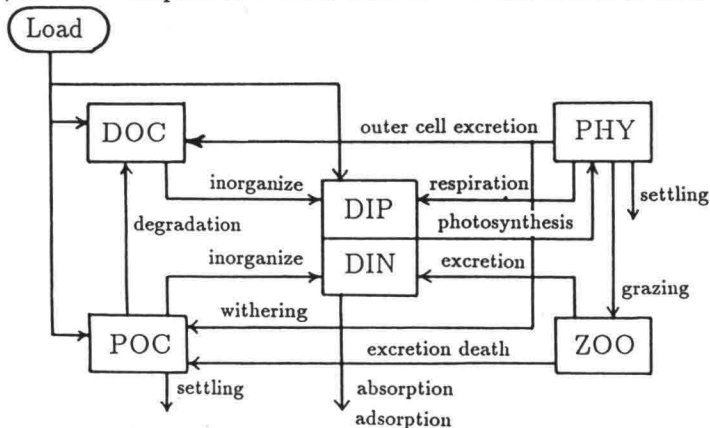 Load
DOC
outer cell excretion
PHY
inorganize
respiration
settling
DIP
degradation
photosynthesis
inorganize
DIN
excretion
grazing
withering
POC
excretion death
ZOO
settling
absorption
adsorption